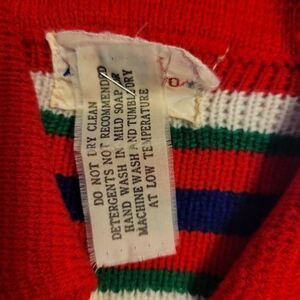 DO NOT DRY CLEAN
DETERGENTS NOT RECOMMENDED
HAND WASH IN MILD SOAP OR
MACHINE WASH AND TUMBLE DRY
AT LOW TEMPERATURE